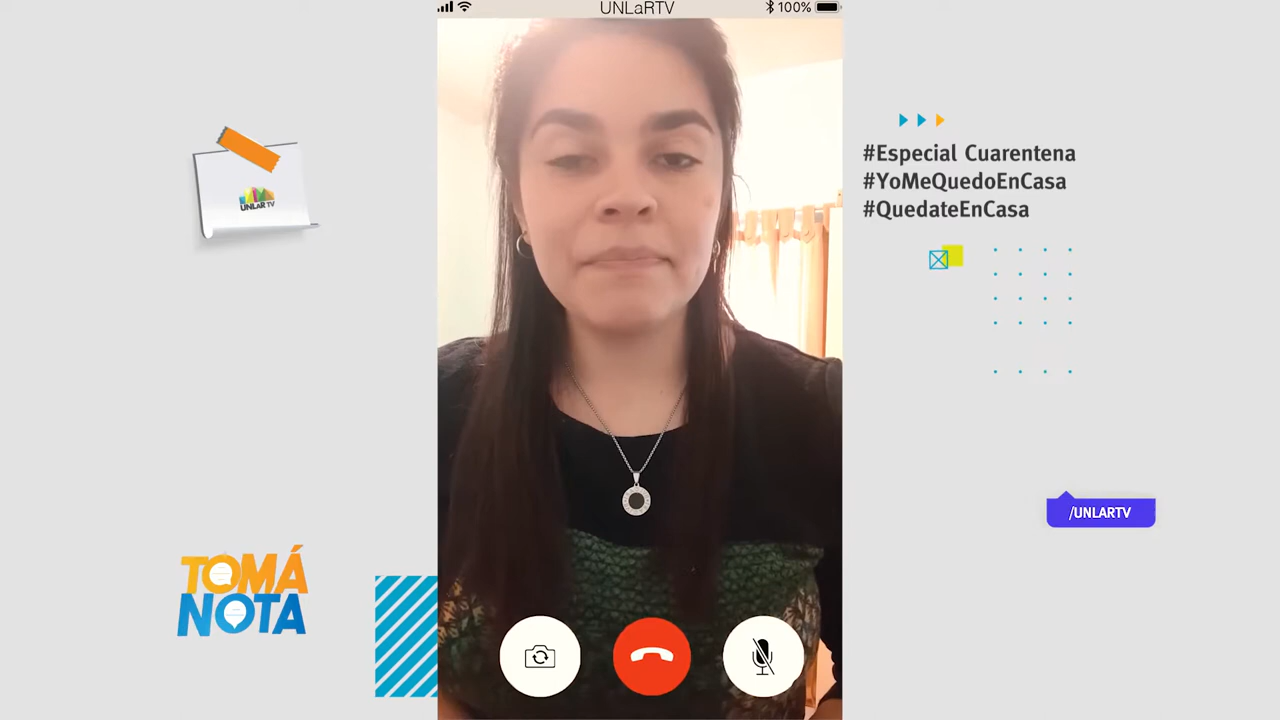 UNLaRTV
100%
UNLAR TV
#Especial Cuarentena
#YoMeQuedoEnCasa
#QuedateEnCasa
/UNLARTV
TOMÁ
NOTA